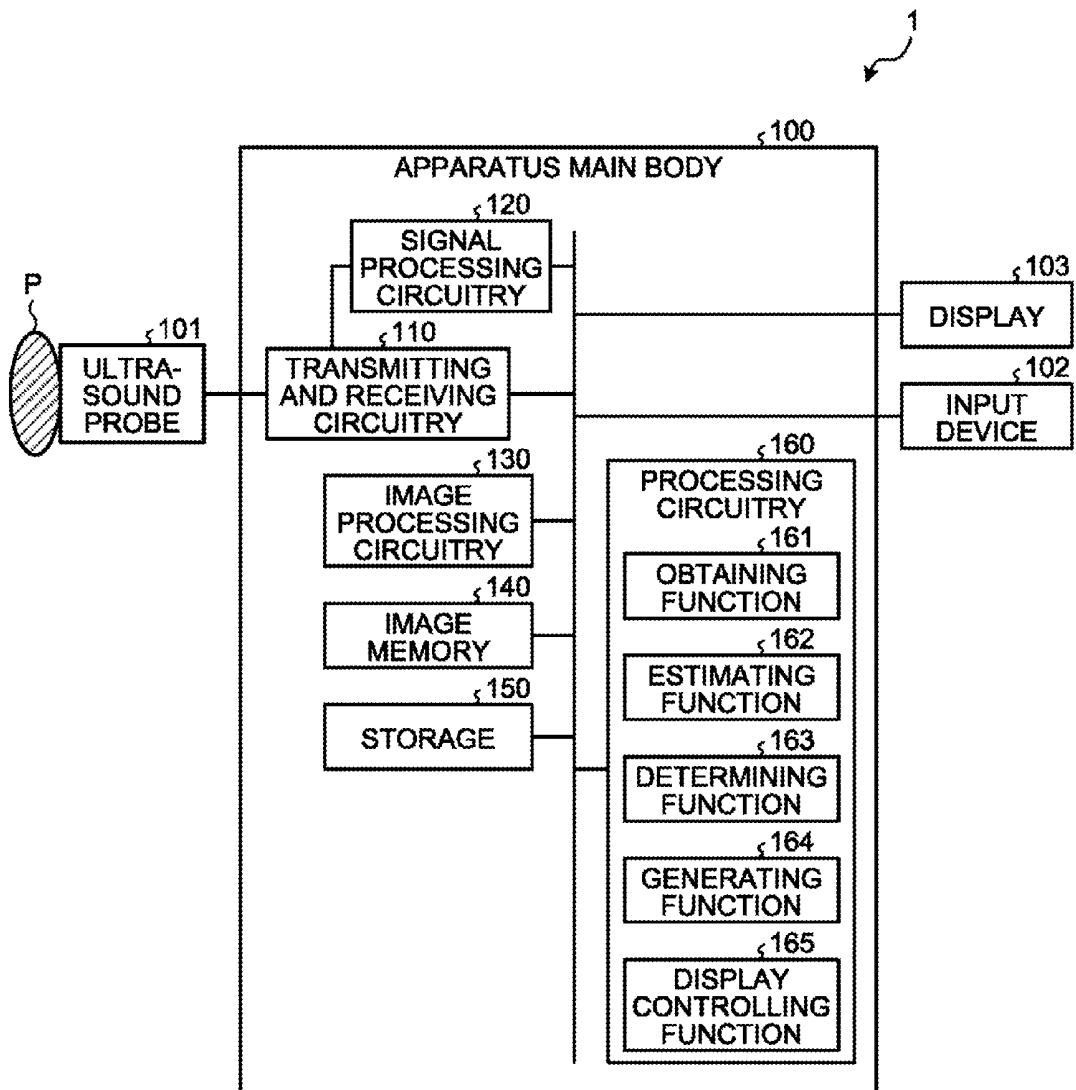 1
100
APPARATUS MAIN BODY
120
SIGNAL
PROCESSING
CIRCUITRY
P
101
ULTRA-
SOUND
PROBE
110
TRANSMITTING
AND RECEIVING
CIRCUITRY
103
DISPLAY
102
INPUT
DEVICE
130
IMAGE
PROCESSING
CIRCUITRY
140
IMAGE
MEMORY
150
STORAGE
160
PROCESSING
CIRCUITRY
161
OBTAINING
FUNCTION
162
ESTIMATING
FUNCTION
163
DETERMINING
FUNCTION
164
GENERATING
FUNCTION
165
DISPLAY
CONTROLLING
FUNCTION